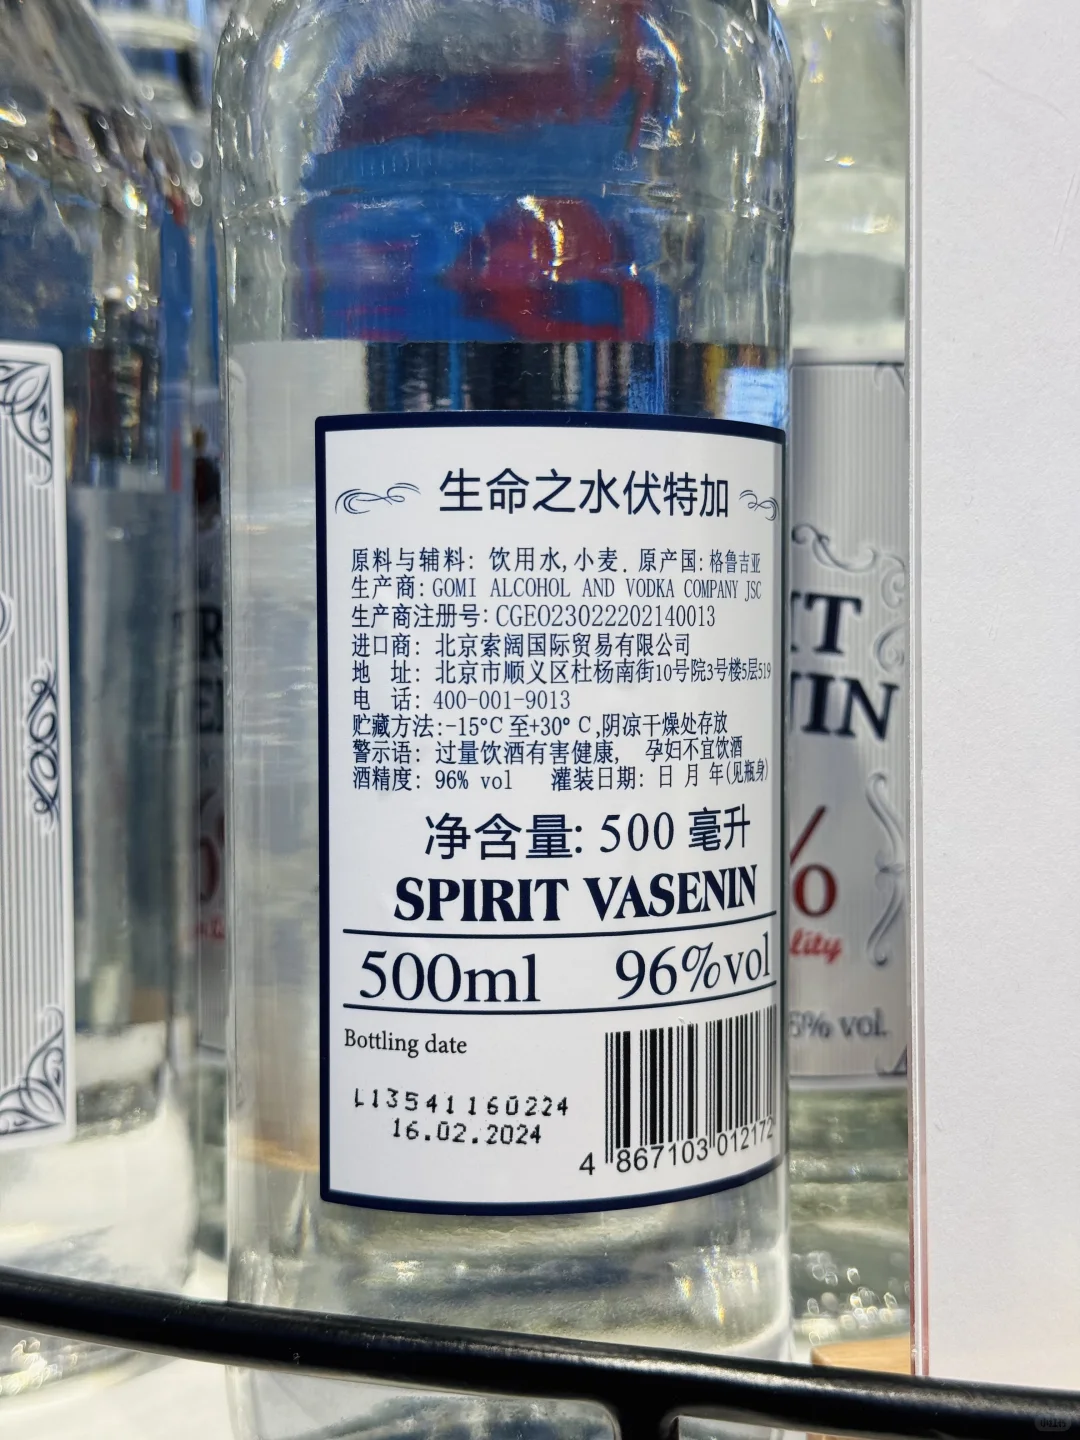 生命之水伏特加
原料与辅料: 饮用水,小麦. 原产国: 格鲁吉亚
生产商: GOMI ALCOHOL AND VODKA COMPANY JSC
生产商注册号: CGEO23022202140013
进口商: 北京索阔国际贸易有限公司
地 址: 北京市顺义区杜杨南街10号院3号楼5层519
电 话: 400-001-9013
贮藏方法:-15°C 至+30° C ,阴凉干燥处存放
警示语: 过量饮酒有害健康, 孕妇不宜饮酒
酒精度: 96% vol 灌装日期: 日 月 年(见瓶身)
净含量: 500 毫升
SPIRIT VASENIN
500ml 96%vol
Bottling date
L13541160224
16.02.2024
4 867103 012172
IT
NIN
%
lity
% vol.